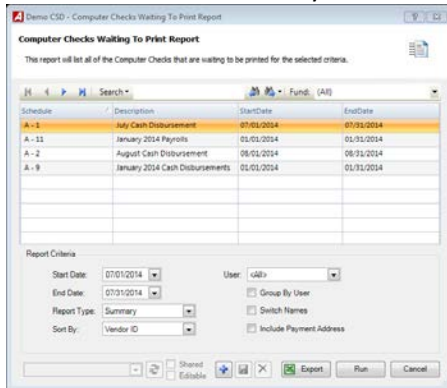 Demo CSD - Computer Checks Waiting To Print Report
Computer Checks Waiting To Print Report
This report will list all of the Computer Checks that are waiting to be printed for the selected criteria.
Search Fund: (All)
Schedule Description StartDate EndDate
A - 1 July Cash Disbursement 07/01/2014 07/31/2014
A - 11 January 2014 Payrolls 01/01/2014 01/31/2014
A - 2 August Cash Disbursement 08/01/2014 08/31/2014
A - 9 January 2014 Cash Disbursements 01/01/2014 01/31/2014
Report Criteria
Start Date: 07/01/2014 User: <All>
End Date: 07/31/2014 Group By User
Report Type: Summary Switch Names
Sort By: Vendor ID Include Payment Address
Shared
Editable
Export Run Cancel